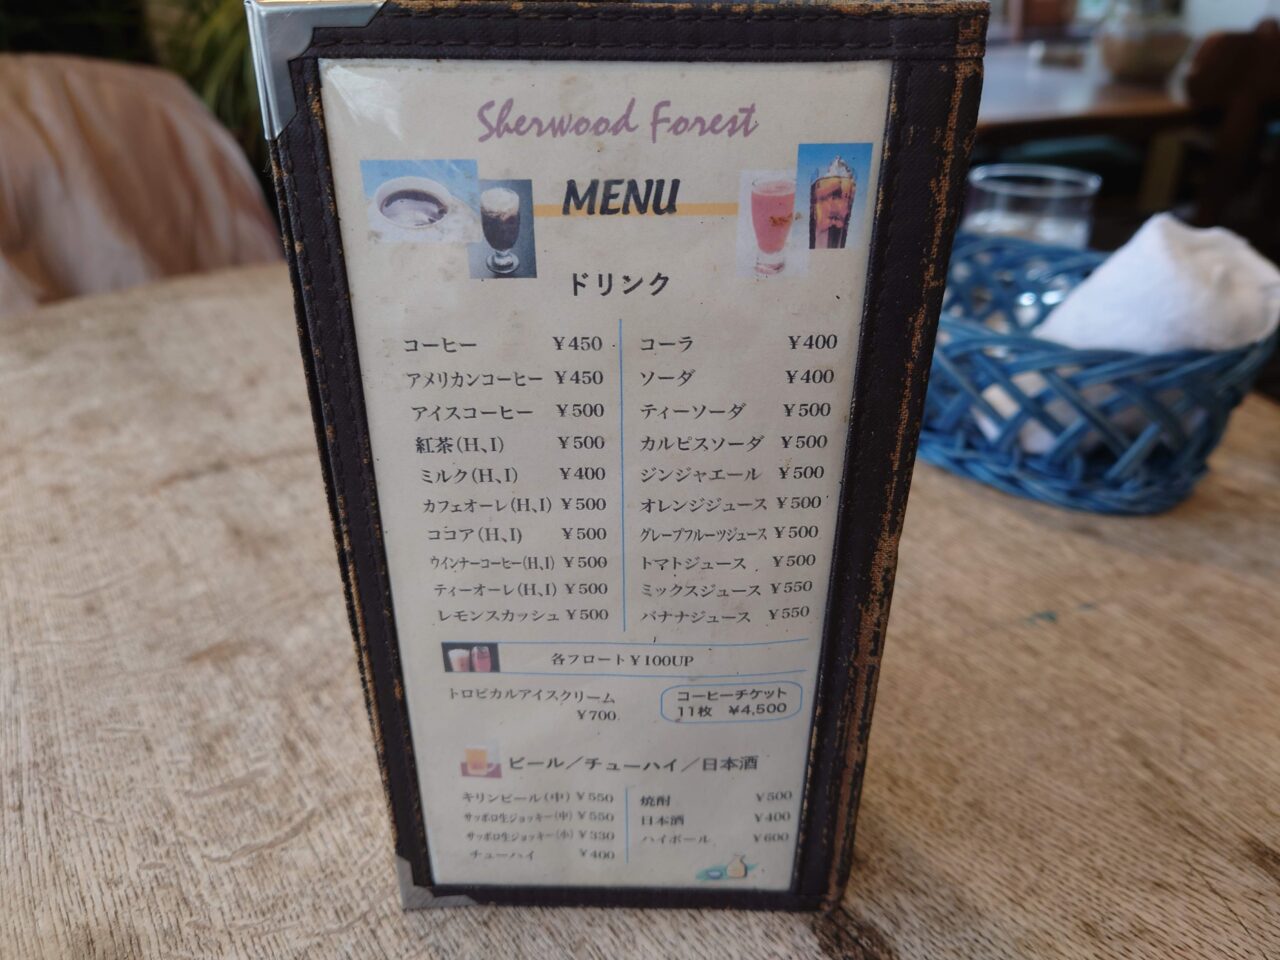 Sherwood Forest
MENU
ドリンク
コーヒー ¥450
アメリカンコーヒー ¥450
アイスコーヒー ¥500
紅茶(H、I) ¥500
ミルク(H、I) ¥400
カフェオーレ(H、I) ¥500
ココア(H、I) ¥500
ウインナーコーヒー(H、I) ¥500
ティーオーレ(H、I) ¥500
レモンスカッシュ ¥500
コーラ ¥400
ソーダ ¥400
ティーソーダ ¥500
カルピスソーダ ¥500
ジンジャエール ¥500
オレンジジュース ¥500
グレープフルーツジュース ¥500
トマトジュース ¥500
ミックスジュース ¥550
バナナジュース ¥550
各フロート¥100UP
トロピカルアイスクリーム
¥700
コーヒーチケット
11枚 ¥4,500
ビール/チューハイ/日本酒
キリンビール(中) ¥550
サッポロ生ジョッキー(中) ¥550
サッポロ生ジョッキー(小) ¥330
チューハイ ¥400
焼酎 ¥500
日本酒 ¥400
ハイボール ¥600